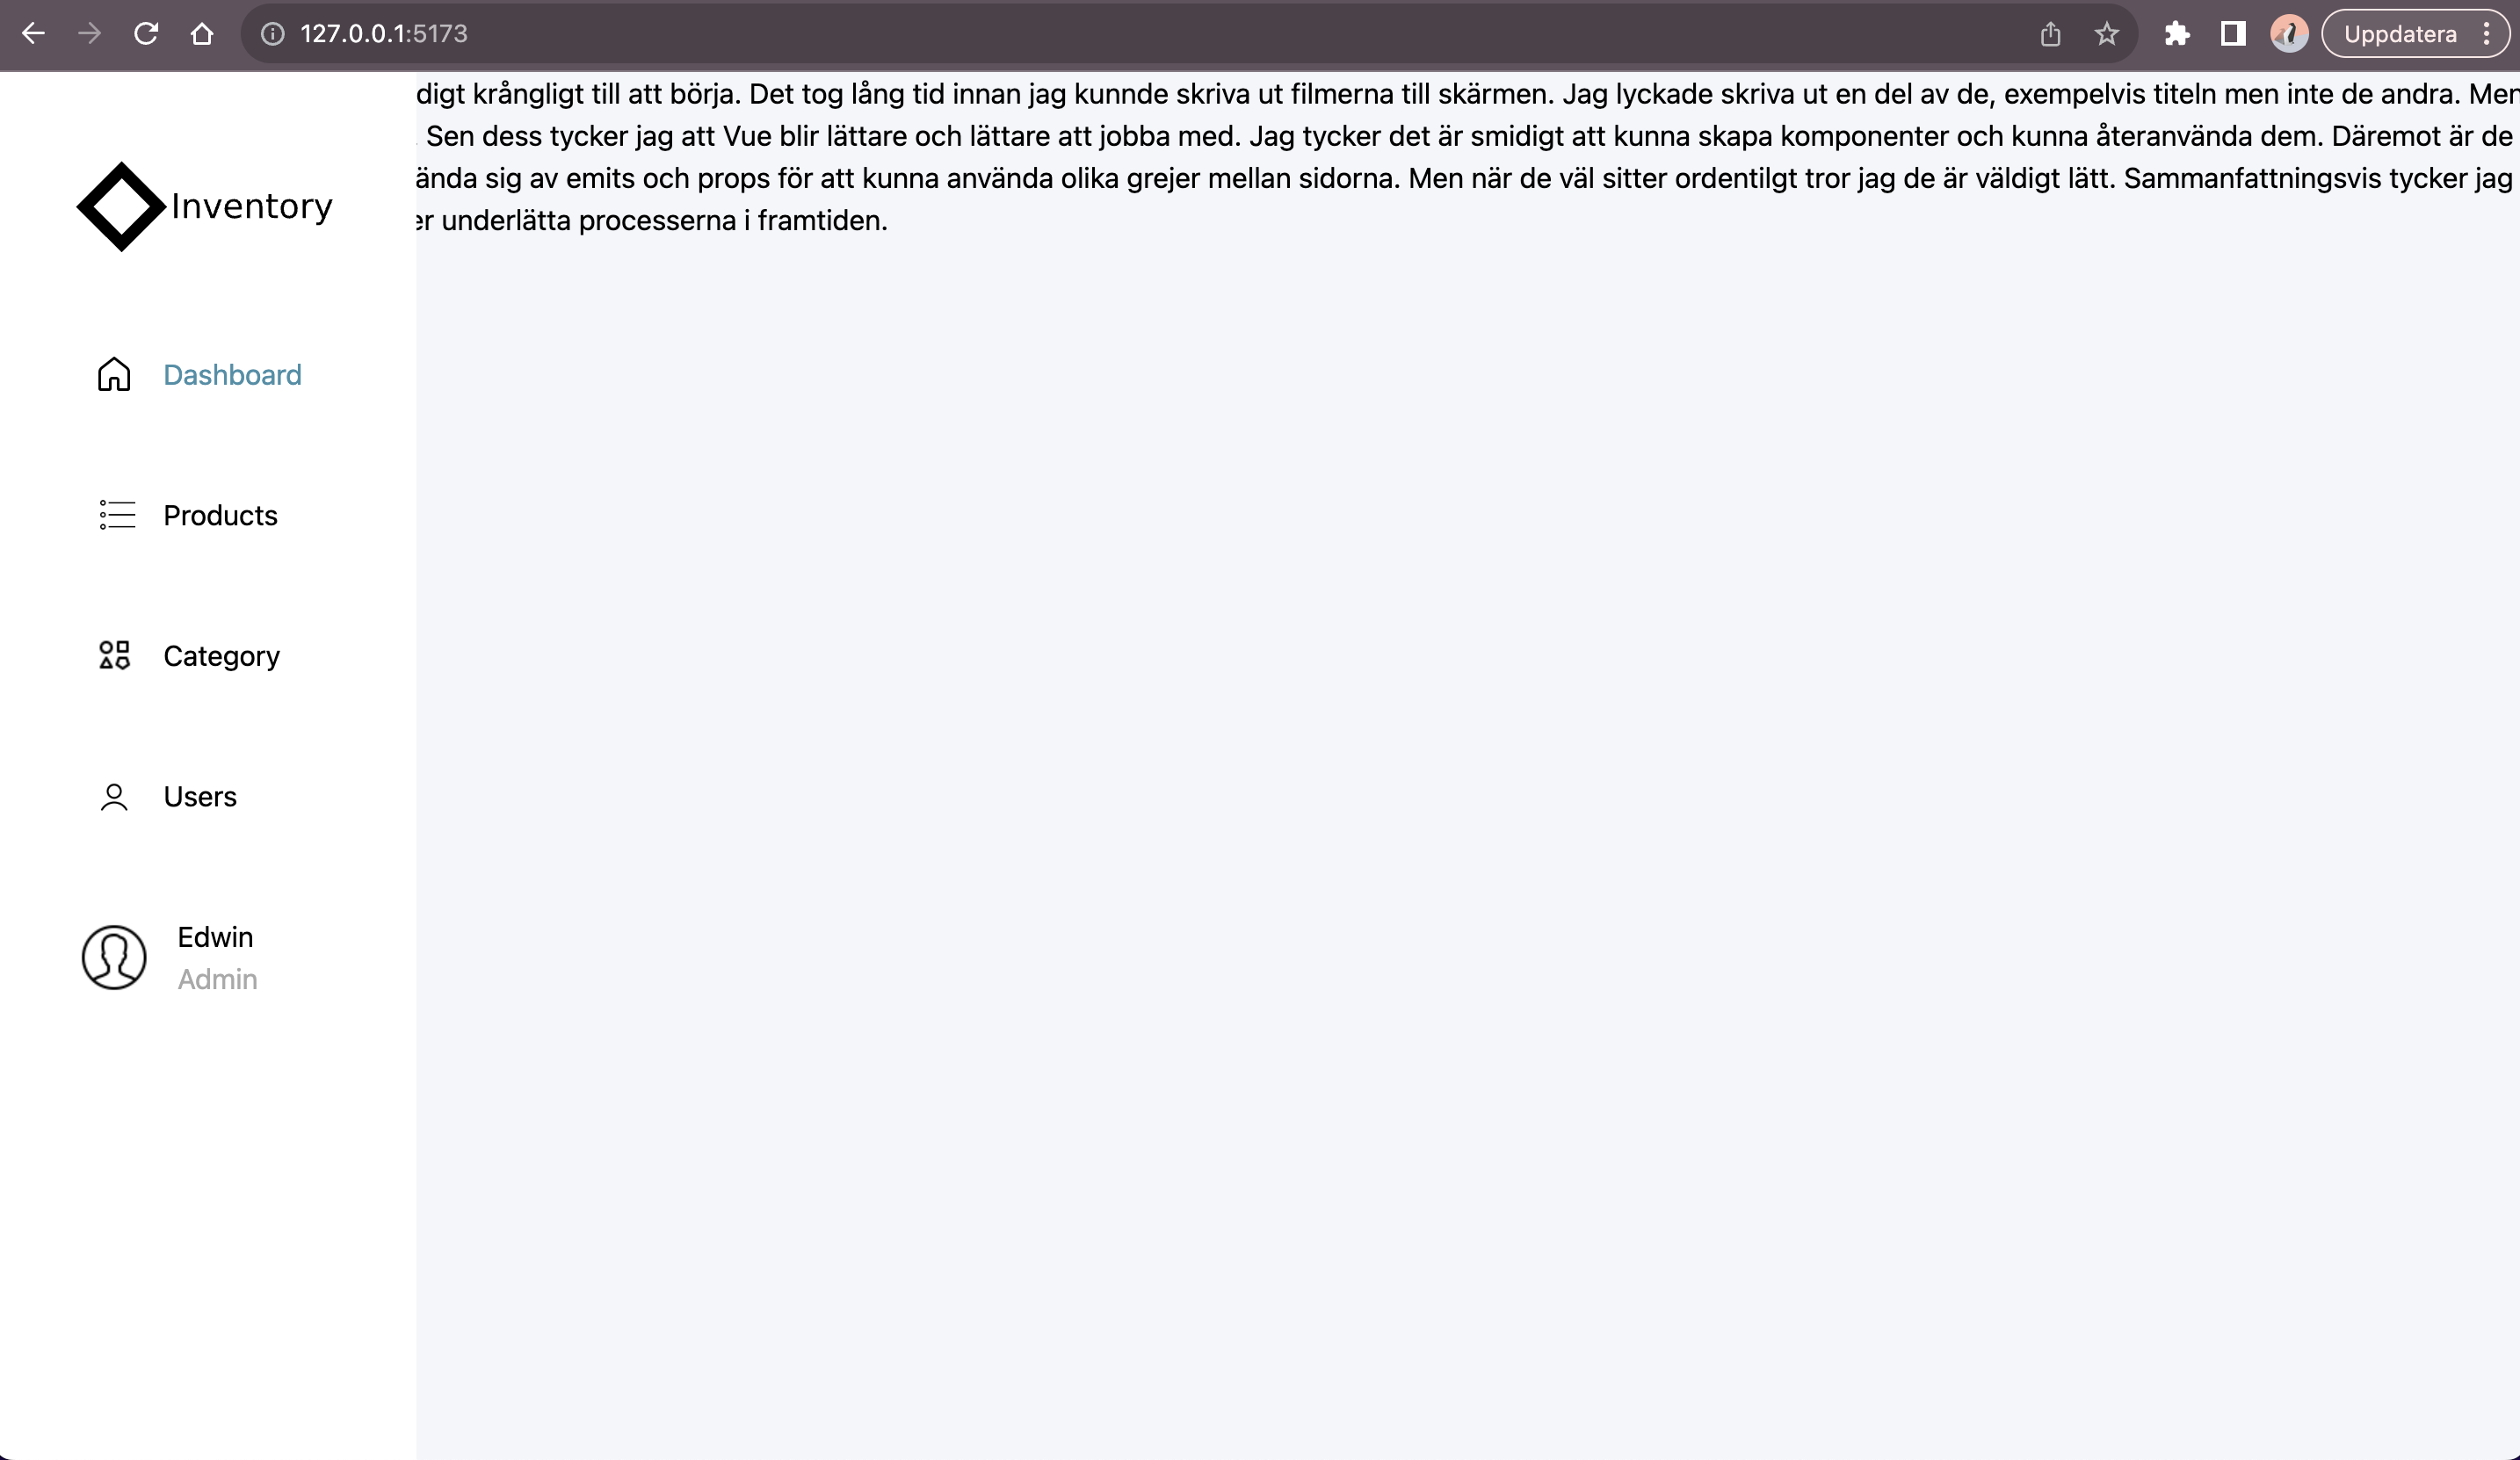 127.0.0.1:5173
Uppdatera
digt krångligt till att börja. Det tog lång tid innan jag kunnde skriva ut filmerna till skärmen. Jag lyckade skriva ut en del av de, exempelvis titeln men inte de andra. Men
. Sen dess tycker jag att Vue blir lättare och lättare att jobba med. Jag tycker det är smidigt att kunna skapa komponenter och kunna återanvända dem. Däremot är de
ända sig av emits och props för att kunna använda olika grejer mellan sidorna. Men när de väl sitter ordentilgt tror jag de är väldigt lätt. Sammanfattningsvis tycker jag
er underlätta processerna i framtiden.
Inventory
Dashboard
Products
Category
Users
Edwin
Admin